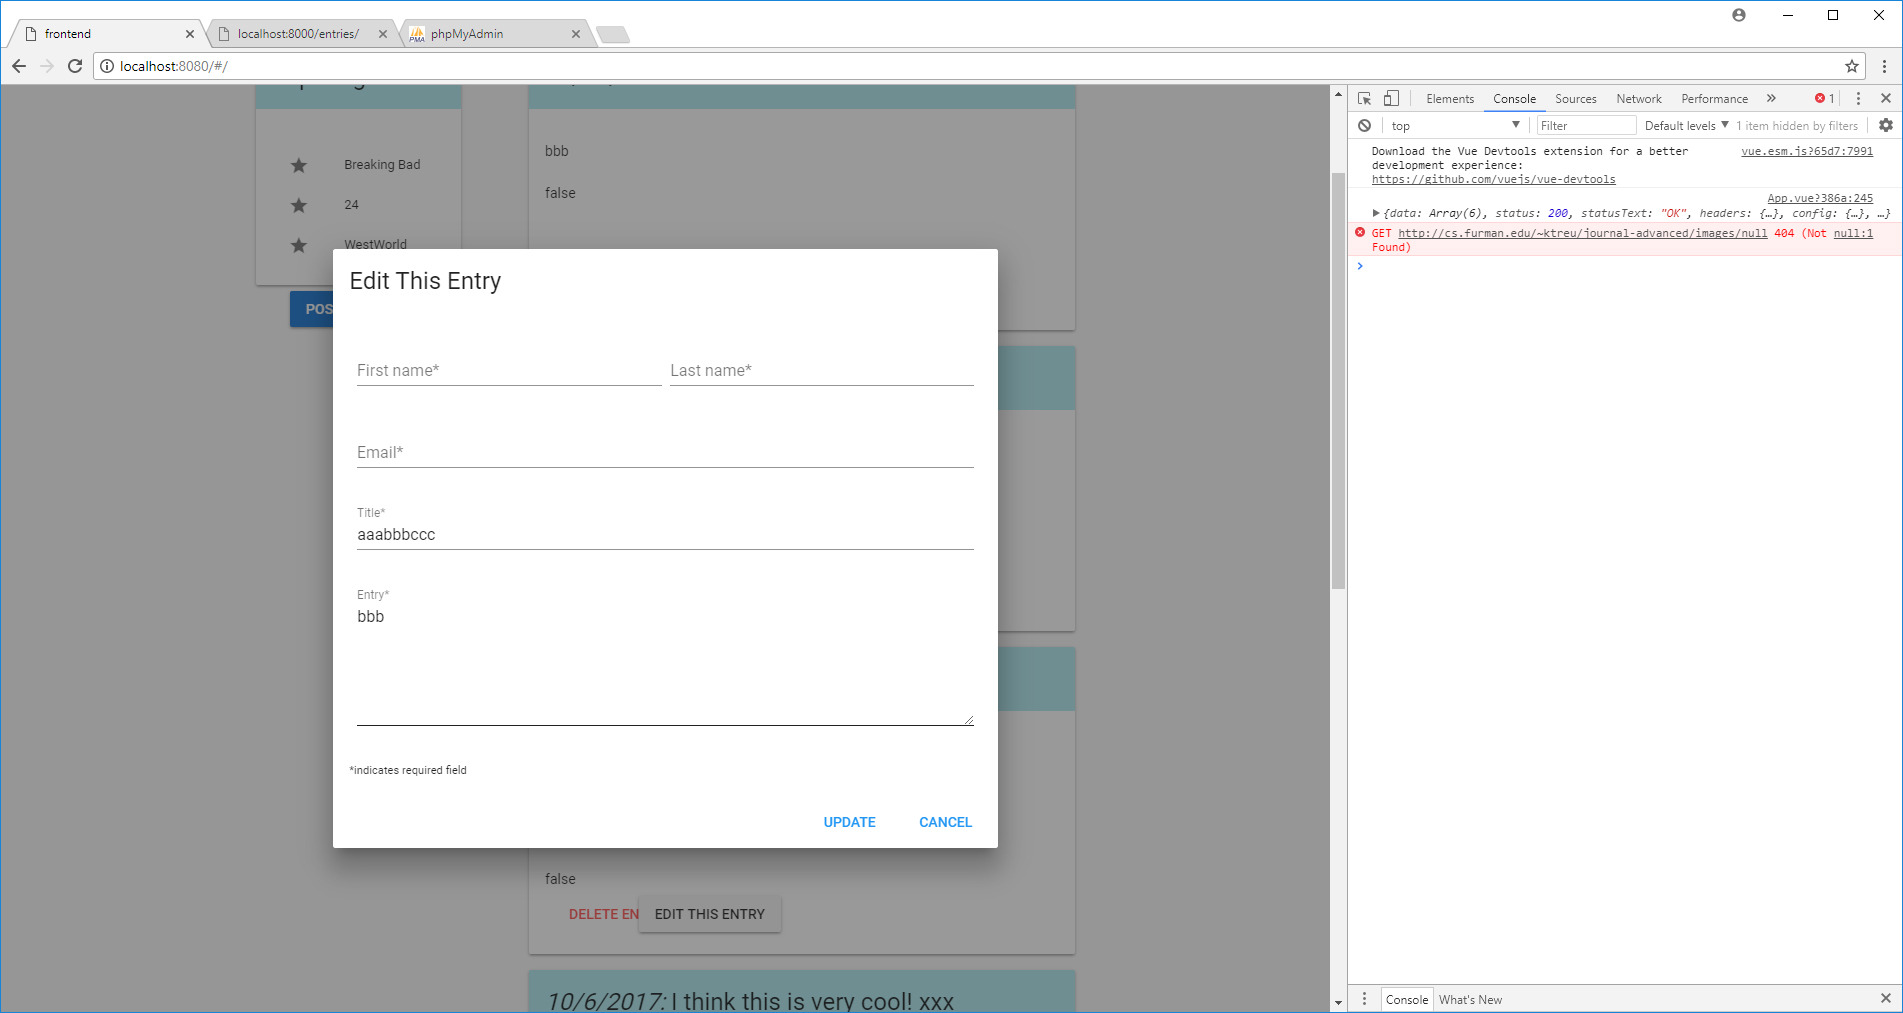 frontend
localhost:8000/entries/
phpMyAdmin
localhost:8080/#/
Breaking Bad
24
WestWorld
POS
bbb
false
Edit This Entry
First name*
Last name*
Email*
Title*
aaabbbccc
Entry*
bbb
*indicates required field
UPDATE
CANCEL
false
DELETE EN
EDIT THIS ENTRY
10/6/2017: I think this is very cool! xxx
Elements
Console
Sources
Network
Performance
1
top
Filter
Default levels
1 item hidden by filters
Download the Vue Devtools extension for a better vue.esm.js?65d7:7991
development experience:
https://github.com/vuejs/vue-devtools
App.vue?386a:245
{data: Array(6), status: 200, statusText: "OK", headers: {…}, config: {…}, …}
GET http://cs.furman.edu/~ktreu/journal-advanced/images/null 404 (Not null:1
Found)
Console
What's New